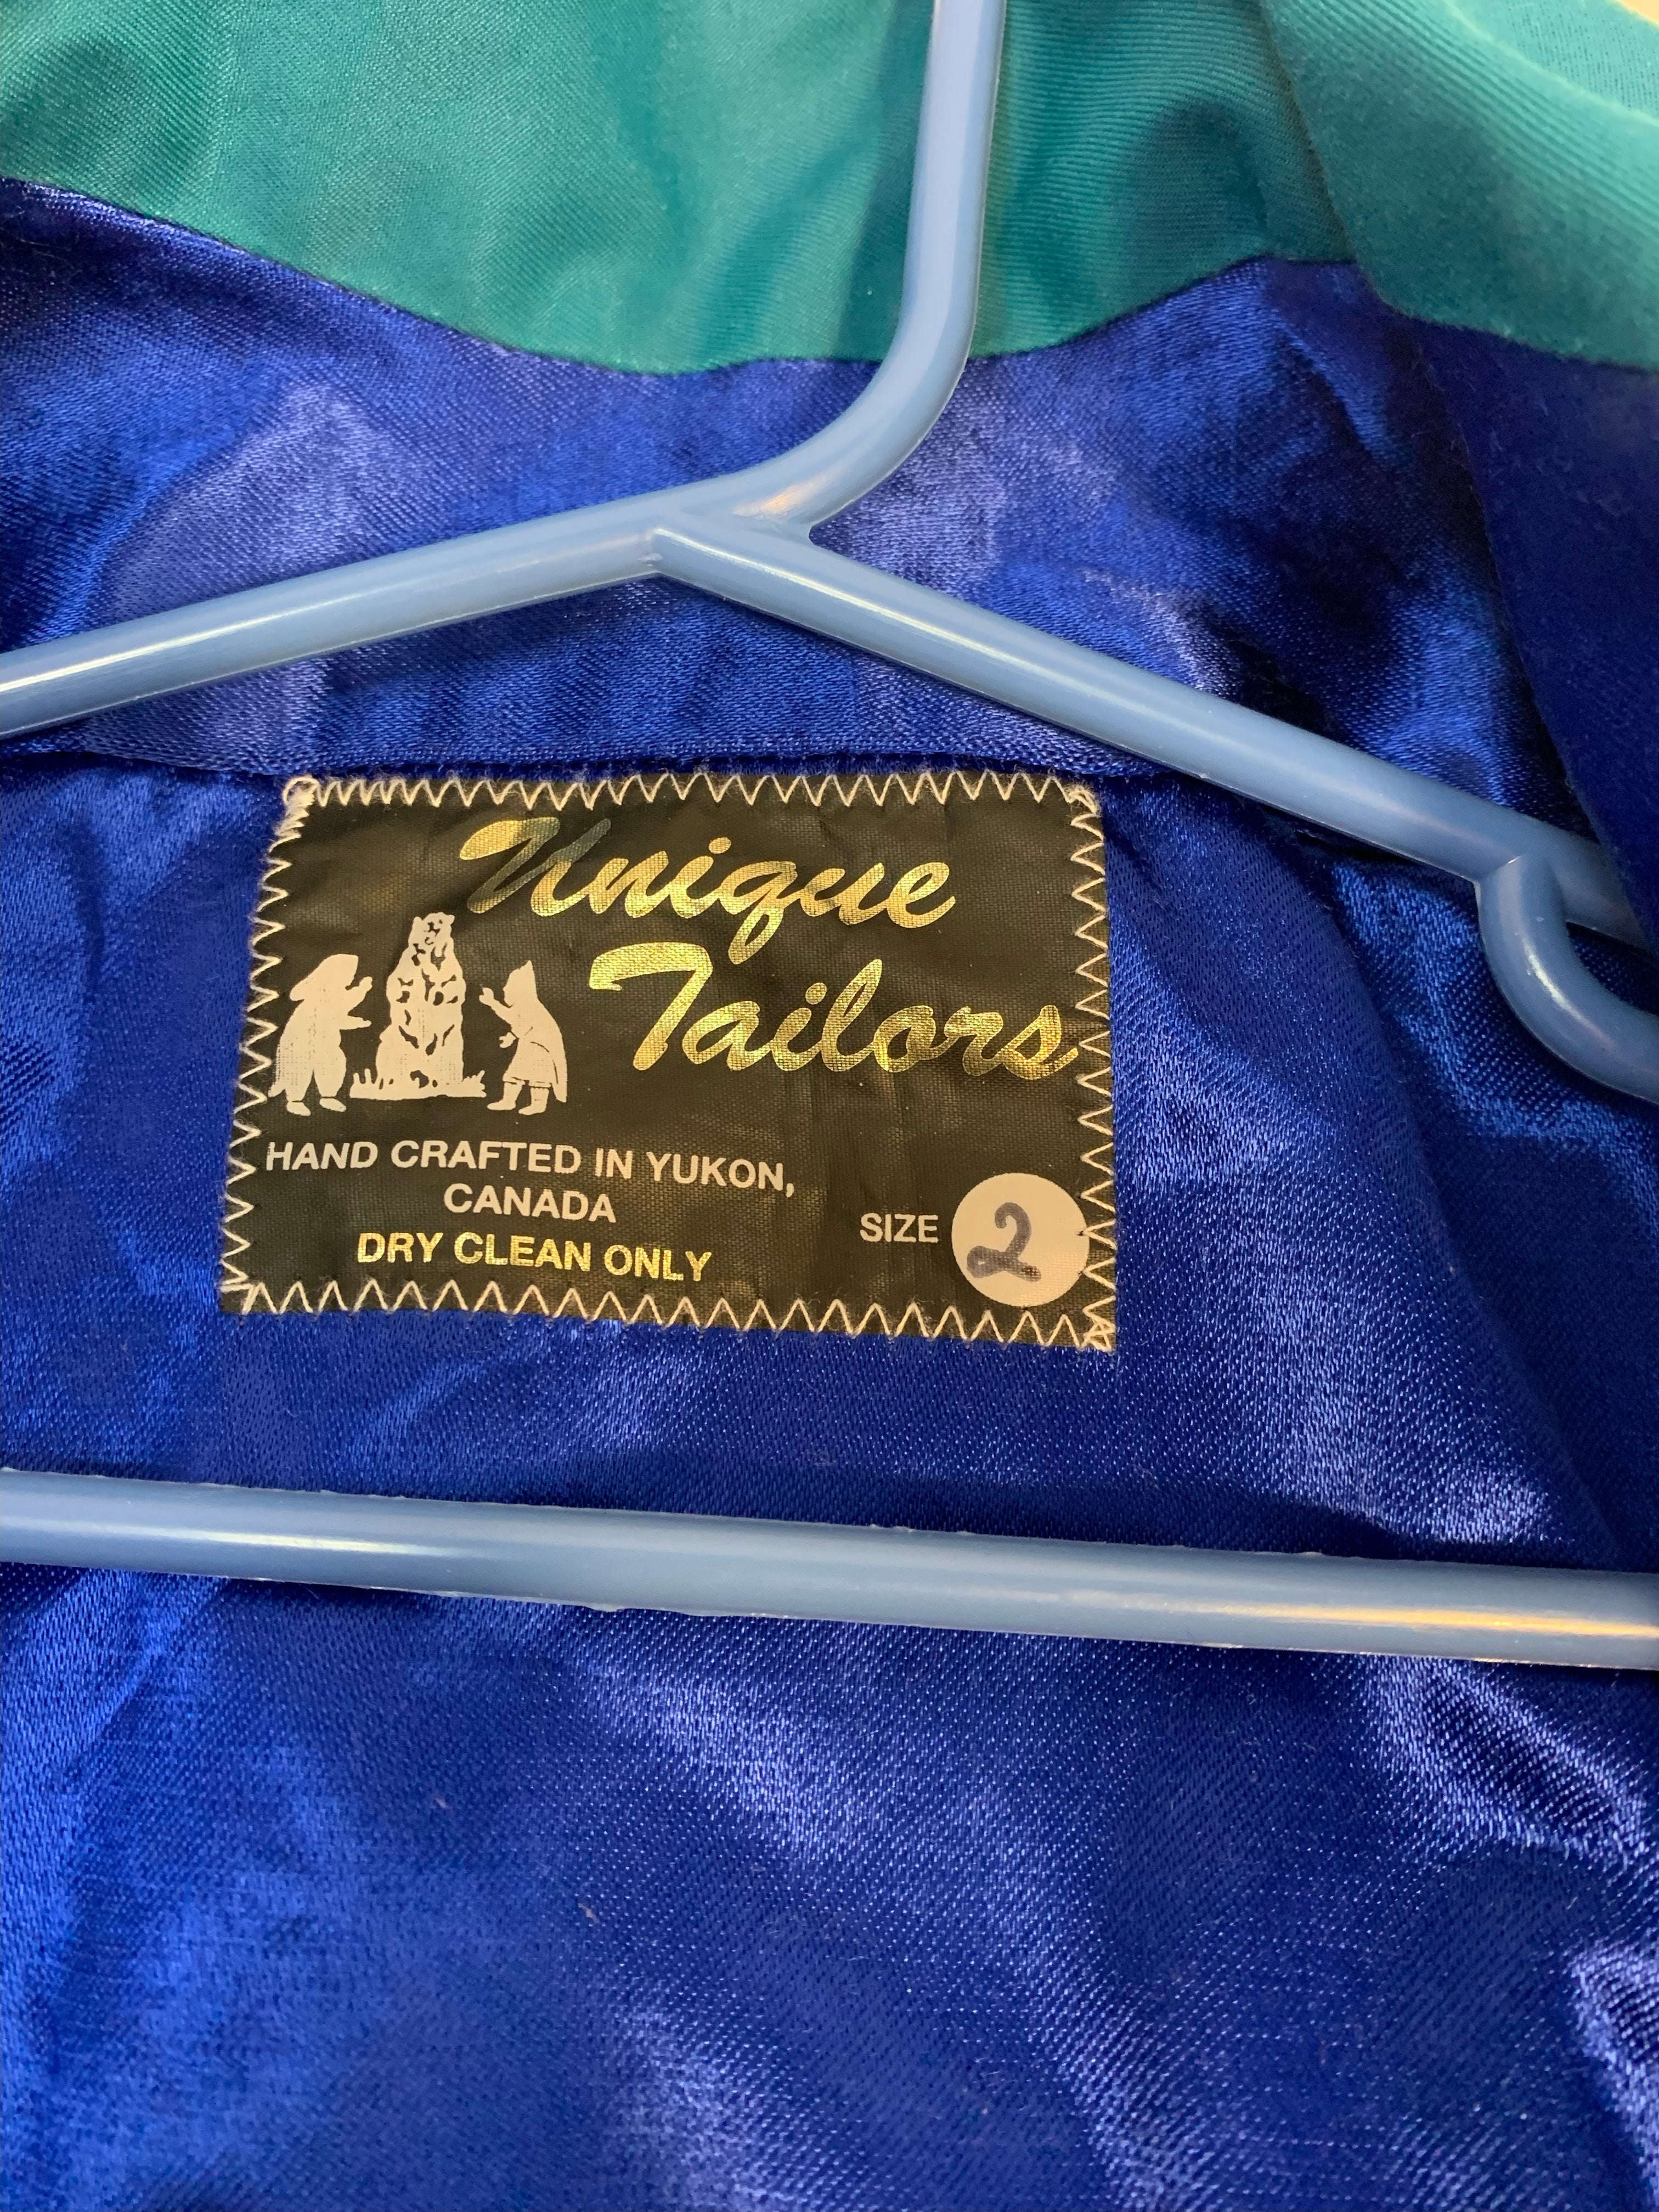 Unique
Tailors
HAND CRAFTED IN YUKON,
CANADA
DRY CLEAN ONLY
SIZE 2